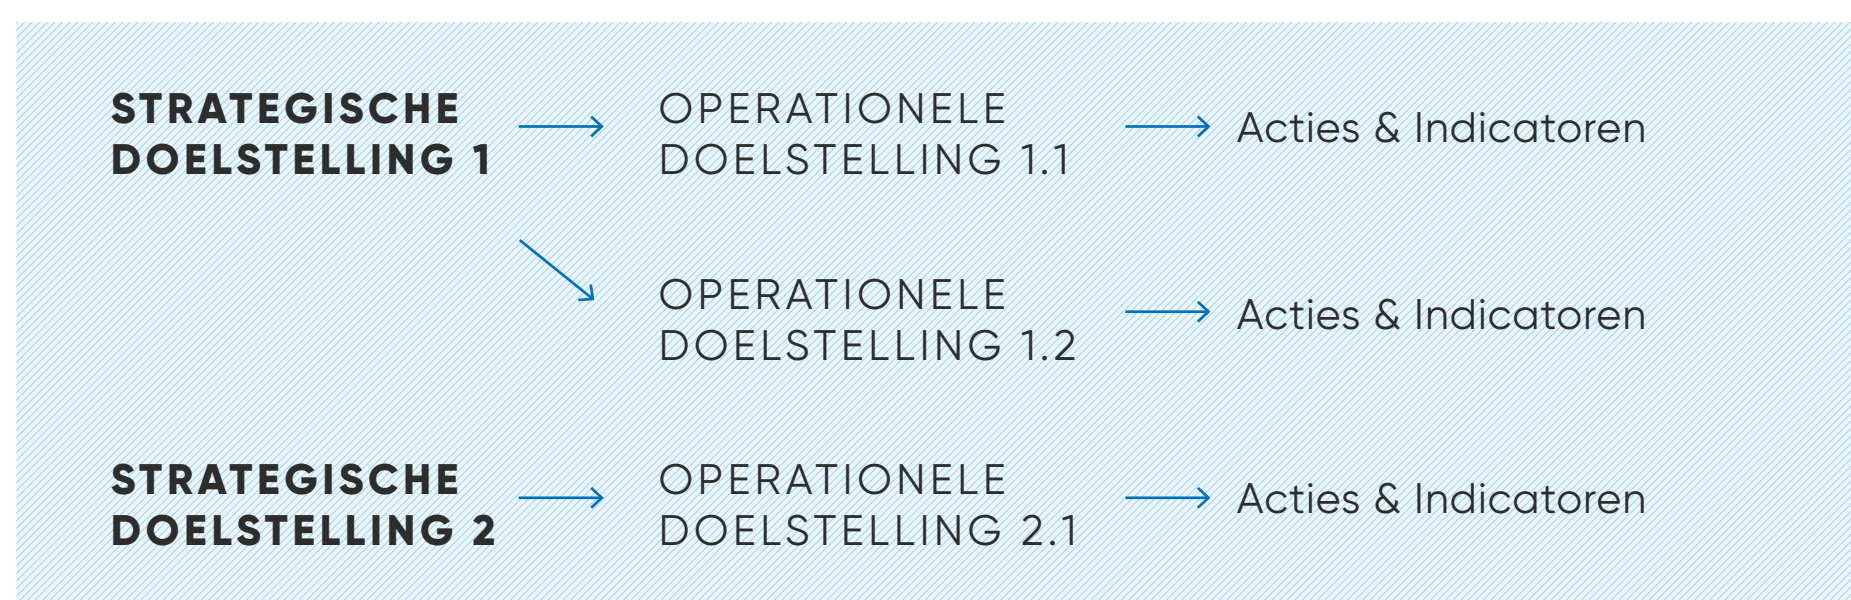 STRATEGISCHE
DOELSTELLING 1
OPERATIONELE
DOELSTELLING 1.1
Acties & Indicatoren
OPERATIONELE
DOELSTELLING 1.2
Acties & Indicatoren
STRATEGISCHE
DOELSTELLING 2
OPERATIONELE
DOELSTELLING 2.1
Acties & Indicatoren